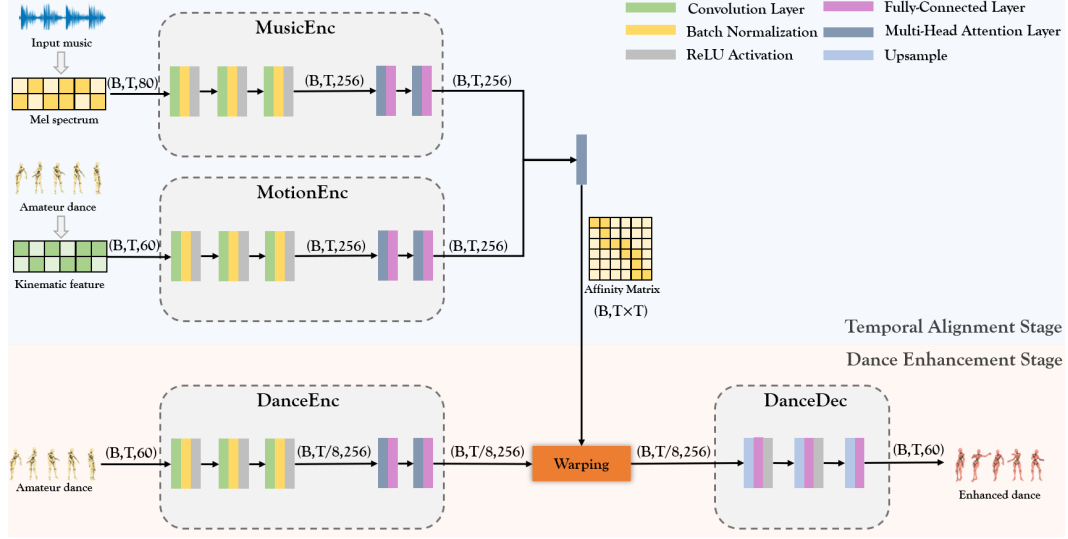 Input music
Mel spectrum
Amateur dance
Kinematic feature
(B,T,80)
MusicEnc
(B,T,256)
(B,T,256)
(B,T,60)
MotionEnc
(B,T,256)
(B,T,256)
Convolution Layer
Fully-Connected Layer
Batch Normalization
Multi-Head Attention Layer
ReLU Activation
Upsample
Affinity Matrix
(B,T×T)
Temporal Alignment Stage
Dance Enhancement Stage
Amateur dance
(B,T,60)
DanceEnc
(B,T/8,256)
(B,T/8,256)
Warping
(B,T/8,256)
DanceDec
(B,T,60)
Enhanced dance